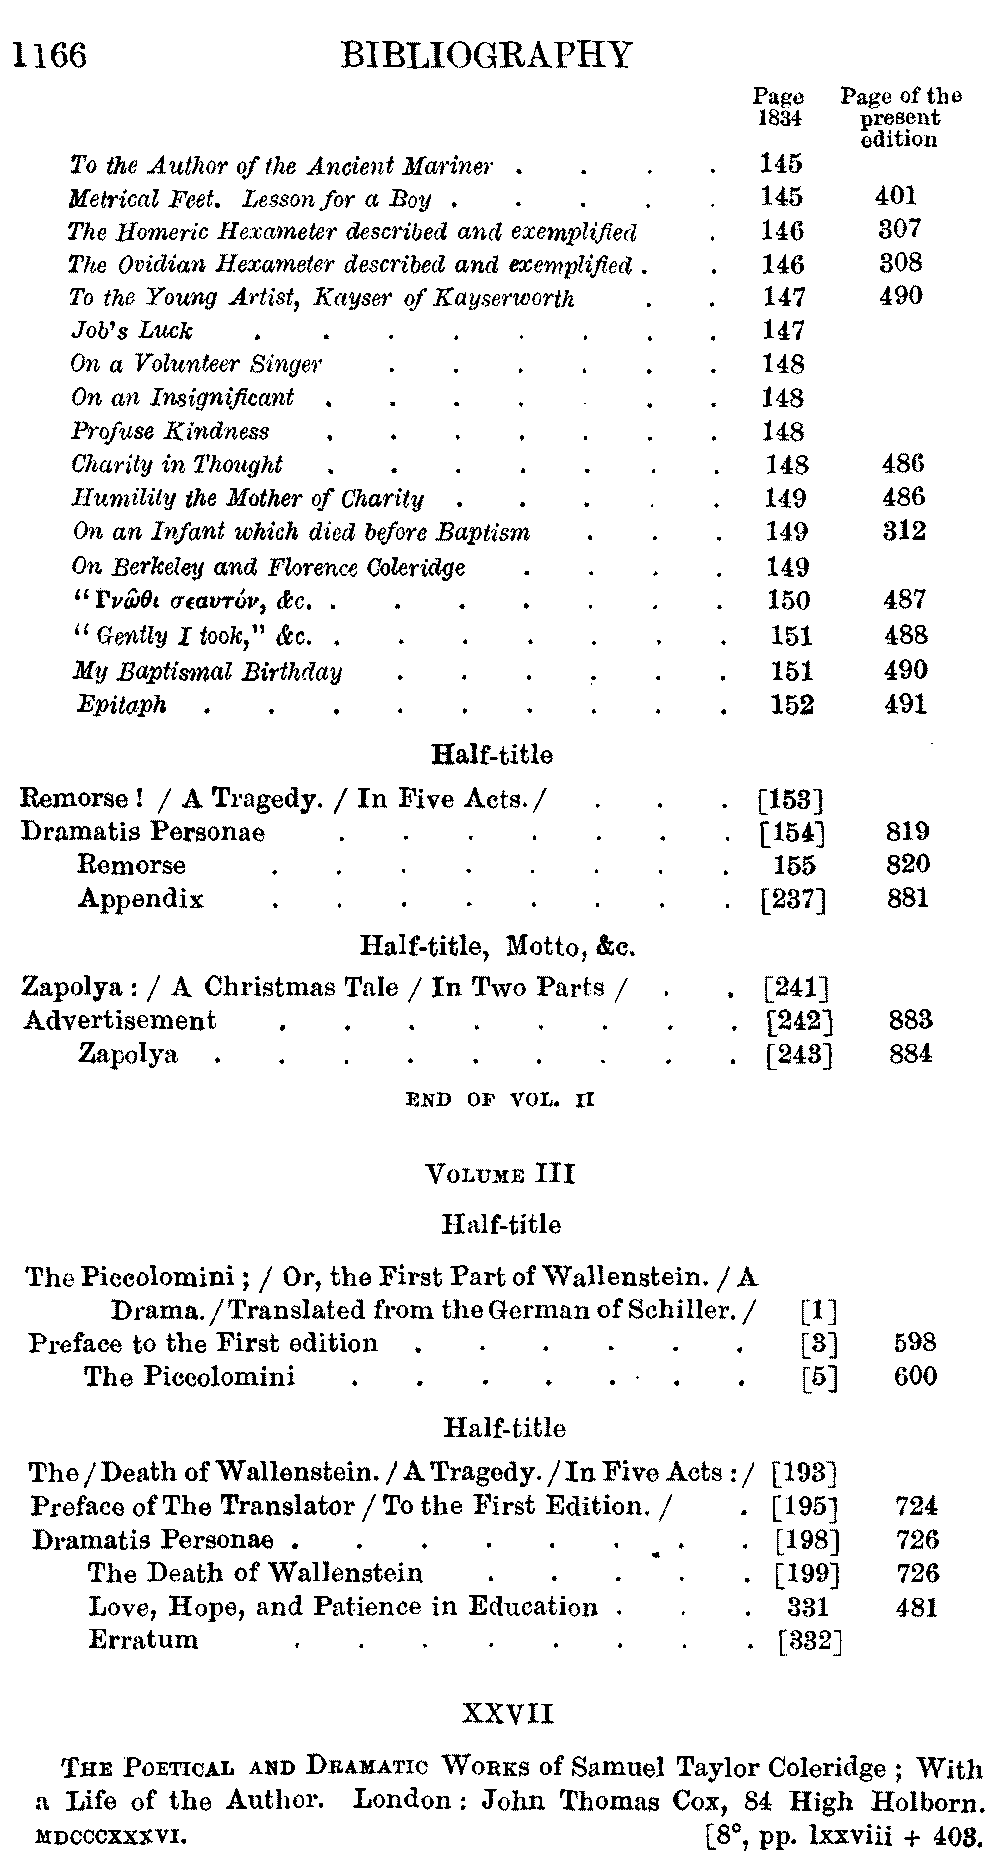 1166 BIBLIOGRAPHY
Page Page of the
1834 present
edition
To the Author of the Ancient Mariner . . . . 145
Metrical Feet. Lesson for a Boy . . . . . 145 401
The Homeric Hexameter described and exemplified . 146 307
The Ovidian Hexameter described and exemplified . . 146 308
To the Young Artist, Kayser of Kayserworth . . 147 490
Job's Luck . . . . . . . . 147
On a Volunteer Singer . . . . . . 148
On an Insignificant . . . . . . . 148
Profuse Kindness . . . . . . . 148
Charity in Thought . . . . . . . 148 486
Humility the Mother of Charity . . . . . 149 486
On an Infant which died before Baptism . . . 149 312
On Berkeley and Florence Coleridge . . . . 149
"Γνῶθι σεαυτόν, &c. . . . . . . . 150 487
"Gently I took," &c. . . . . . . . 151 488
My Baptismal Birthday . . . . . . 151 490
Epitaph . . . . . . . . . 152 491
Half-title
Remorse ! / A Tragedy. / In Five Acts. / . . . [153]
Dramatis Personae . . . . . . . [154] 819
Remorse . . . . . . . . 155 820
Appendix . . . . . . . . [237] 881
Half-title, Motto, &c.
Zapolya : / A Christmas Tale / In Two Parts / . . [241]
Advertisement . . . . . . . . [242] 883
Zapolya . . . . . . . . . [243] 884
END OF VOL. II
VOLUME III
Half-title
The Piccolomini ; / Or, the First Part of Wallenstein. / A
Drama. / Translated from the German of Schiller. / [1]
Preface to the First edition . . . . . . [3] 598
The Piccolomini . . . . . . . [5] 600
Half-title
The / Death of Wallenstein. / A Tragedy. / In Five Acts : / [193]
Preface of The Translator / To the First Edition. / . [195] 724
Dramatis Personae . . . . . . . . [198] 726
The Death of Wallenstein . . . . . [199] 726
Love, Hope, and Patience in Education . . . 331 481
Erratum . . . . . . . . [332]
XXVII
THE POETICAL AND DRAMATIC WORKS of Samuel Taylor Coleridge ; With
a Life of the Author. London : John Thomas Cox, 84 High Holborn.
MDCCCXXXVI. [8°, pp. lxxviii + 403.